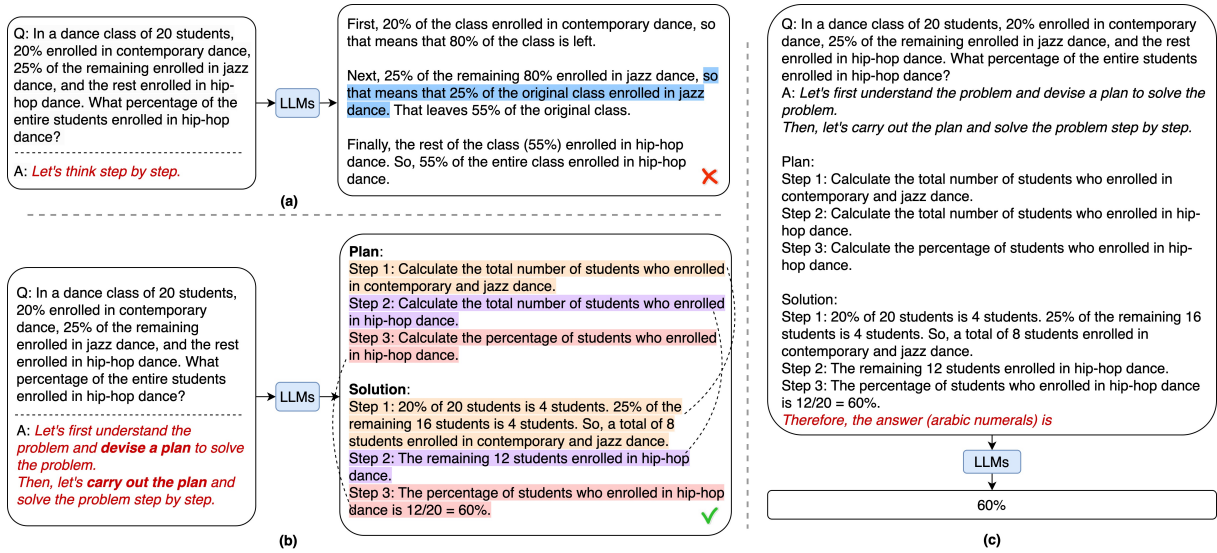 Q: In a dance class of 20 students,
20% enrolled in contemporary dance,
25% of the remaining enrolled in jazz
dance, and the rest enrolled in hip-
hop dance. What percentage of the
entire students enrolled in hip-hop
dance?
A: Let's think step by step.
LLMs
First, 20% of the class enrolled in contemporary dance, so
that means that 80% of the class is left.
Next, 25% of the remaining 80% enrolled in jazz dance, so
that means that 25% of the original class enrolled in jazz
dance. That leaves 55% of the original class.
Finally, the rest of the class (55%) enrolled in hip-hop
dance. So, 55% of the entire class enrolled in hip-hop
dance.
(a)
Q: In a dance class of 20 students,
20% enrolled in contemporary
dance, 25% of the remaining
enrolled in jazz dance, and the rest
enrolled in hip-hop dance. What
percentage of the entire students
enrolled in hip-hop dance?
A: Let's first understand the
problem and devise a plan to solve
the problem.
Then, let's carry out the plan and
solve the problem step by step.
LLMs
Plan:
Step 1: Calculate the total number of students who enrolled
in contemporary and jazz dance.
Step 2: Calculate the total number of students who enrolled
in hip-hop dance.
Step 3: Calculate the percentage of students who enrolled
in hip-hop dance.
Solution:
Step 1: 20% of 20 students is 4 students. 25% of the
remaining 16 students is 4 students. So, a total of 8
students enrolled in contemporary and jazz dance.
Step 2: The remaining 12 students enrolled in hip-hop
dance.
Step 3: The percentage of students who enrolled in hip-hop
dance is 12/20 = 60%.
(b)
Q: In a dance class of 20 students, 20% enrolled in contemporary
dance, 25% of the remaining enrolled in jazz dance, and the rest
enrolled in hip-hop dance. What percentage of the entire students
enrolled in hip-hop dance?
A: Let's first understand the problem and devise a plan to solve the
problem.
Then, let's carry out the plan and solve the problem step by step.
Plan:
Step 1: Calculate the total number of students who enrolled in
contemporary and jazz dance.
Step 2: Calculate the total number of students who enrolled in hip-
hop dance.
Step 3: Calculate the percentage of students who enrolled in hip-
hop dance.
Solution:
Step 1: 20% of 20 students is 4 students. 25% of the remaining 16
students is 4 students. So, a total of 8 students enrolled in
contemporary and jazz dance.
Step 2: The remaining 12 students enrolled in hip-hop dance.
Step 3: The percentage of students who enrolled in hip-hop dance
is 12/20 = 60%.
Therefore, the answer (arabic numerals) is
LLMs
60%
(c)